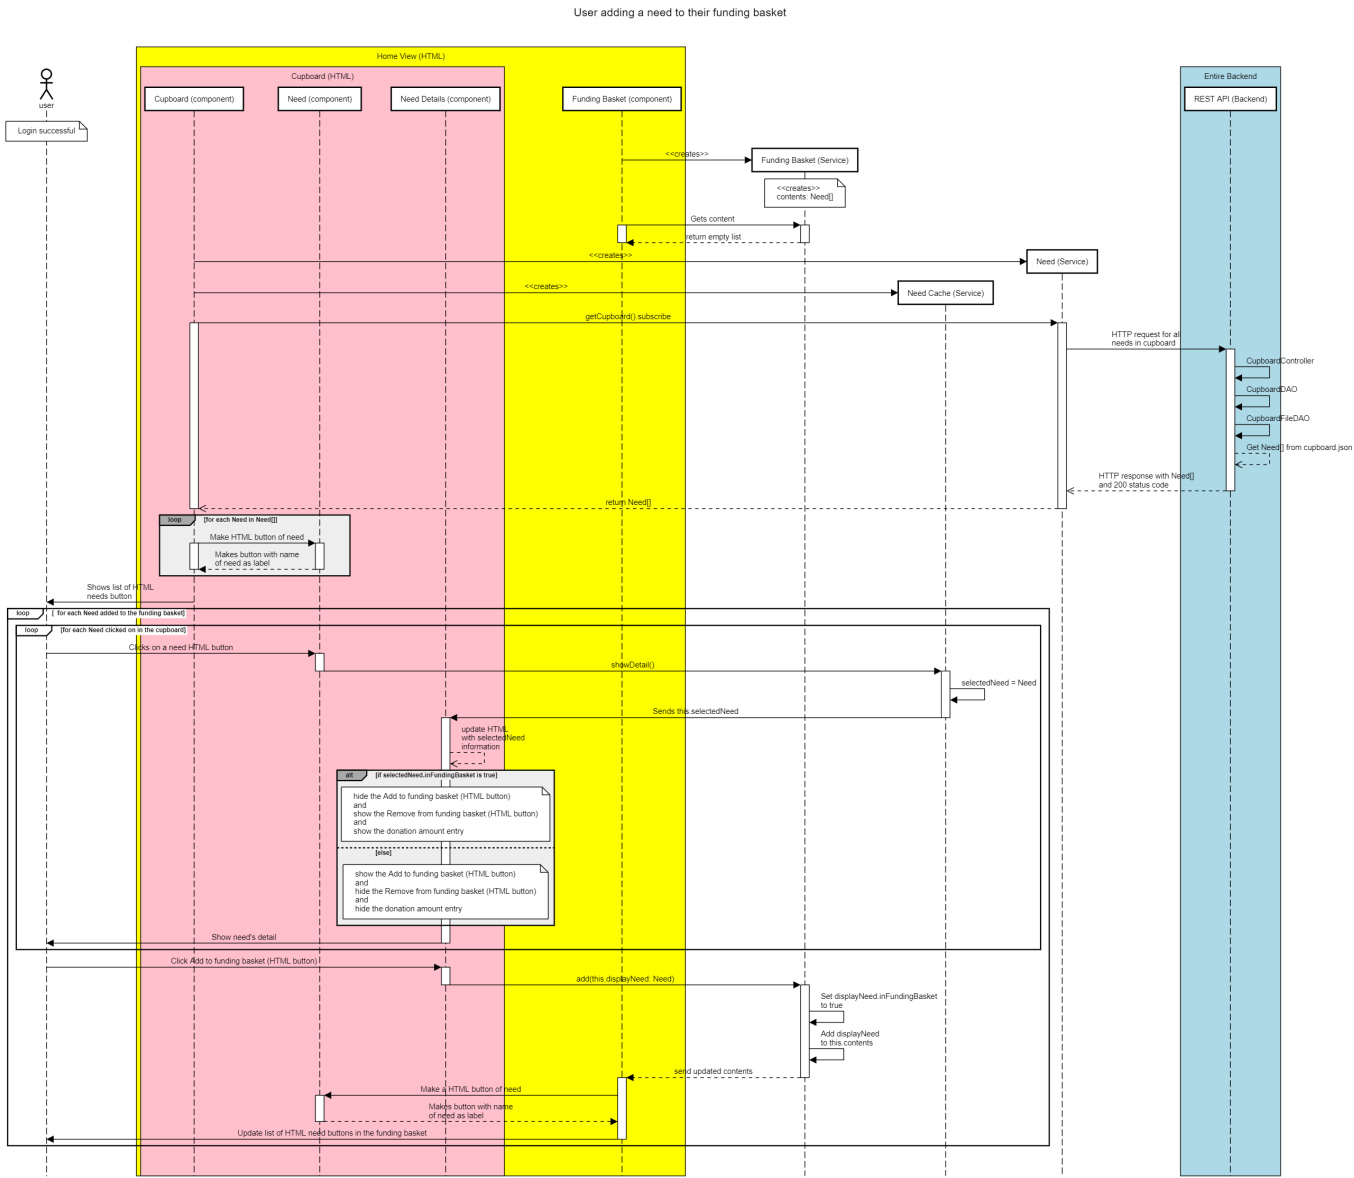 User adding a need to their funding basket
Home View (HTML)
Cupboard (HTML)
Entire Backend
user
Cupboard (component)
Need (component)
Need Details (component)
Funding Basket (component)
REST API (Backend)
Login successful
<<creates>>
Funding Basket (Service)
<<creates>>
contents: Need[]
Gets content
return empty list
<<creates>>
Need (Service)
<<creates>>
Need Cache (Service)
getCupboard().subscribe
HTTP request for all
needs in cupboard
CupboardController
CupboardDAO
CupboardFileDAO
Get Need[] from cupboard.json
HTTP response with Need[]
and 200 status code
return Need[]
loop
[for each Need in Need[]]
Make HTML button of need
Makes button with name
of need as label
Shows list of HTML
needs button
loop
[ for each Need added to the funding basket]
loop
[for each Need clicked on in the cupboard]
Clicks on a need HTML button
showDetail()
selectedNeed = Need
Sends this.selectedNeed
update HTML
with selectedNeed
information
alt
[if selectedNeed.inFundingBasket is true]
hide the Add to funding basket (HTML button)
and
show the Remove from funding basket (HTML button)
and
show the donation amount entry
[else]
show the Add to funding basket (HTML button)
and
hide the Remove from funding basket (HTML button)
and
hide the donation amount entry
Show need's detail
Click Add to funding basket (HTML button)
add(this.displayNeed: Need)
Set displayNeed.inFundingBasket
to true
Add displayNeed
to this.contents
send updated contents
Make a HTML button of need
Makes button with name
of need as label
Update list of HTML need buttons in the funding basket